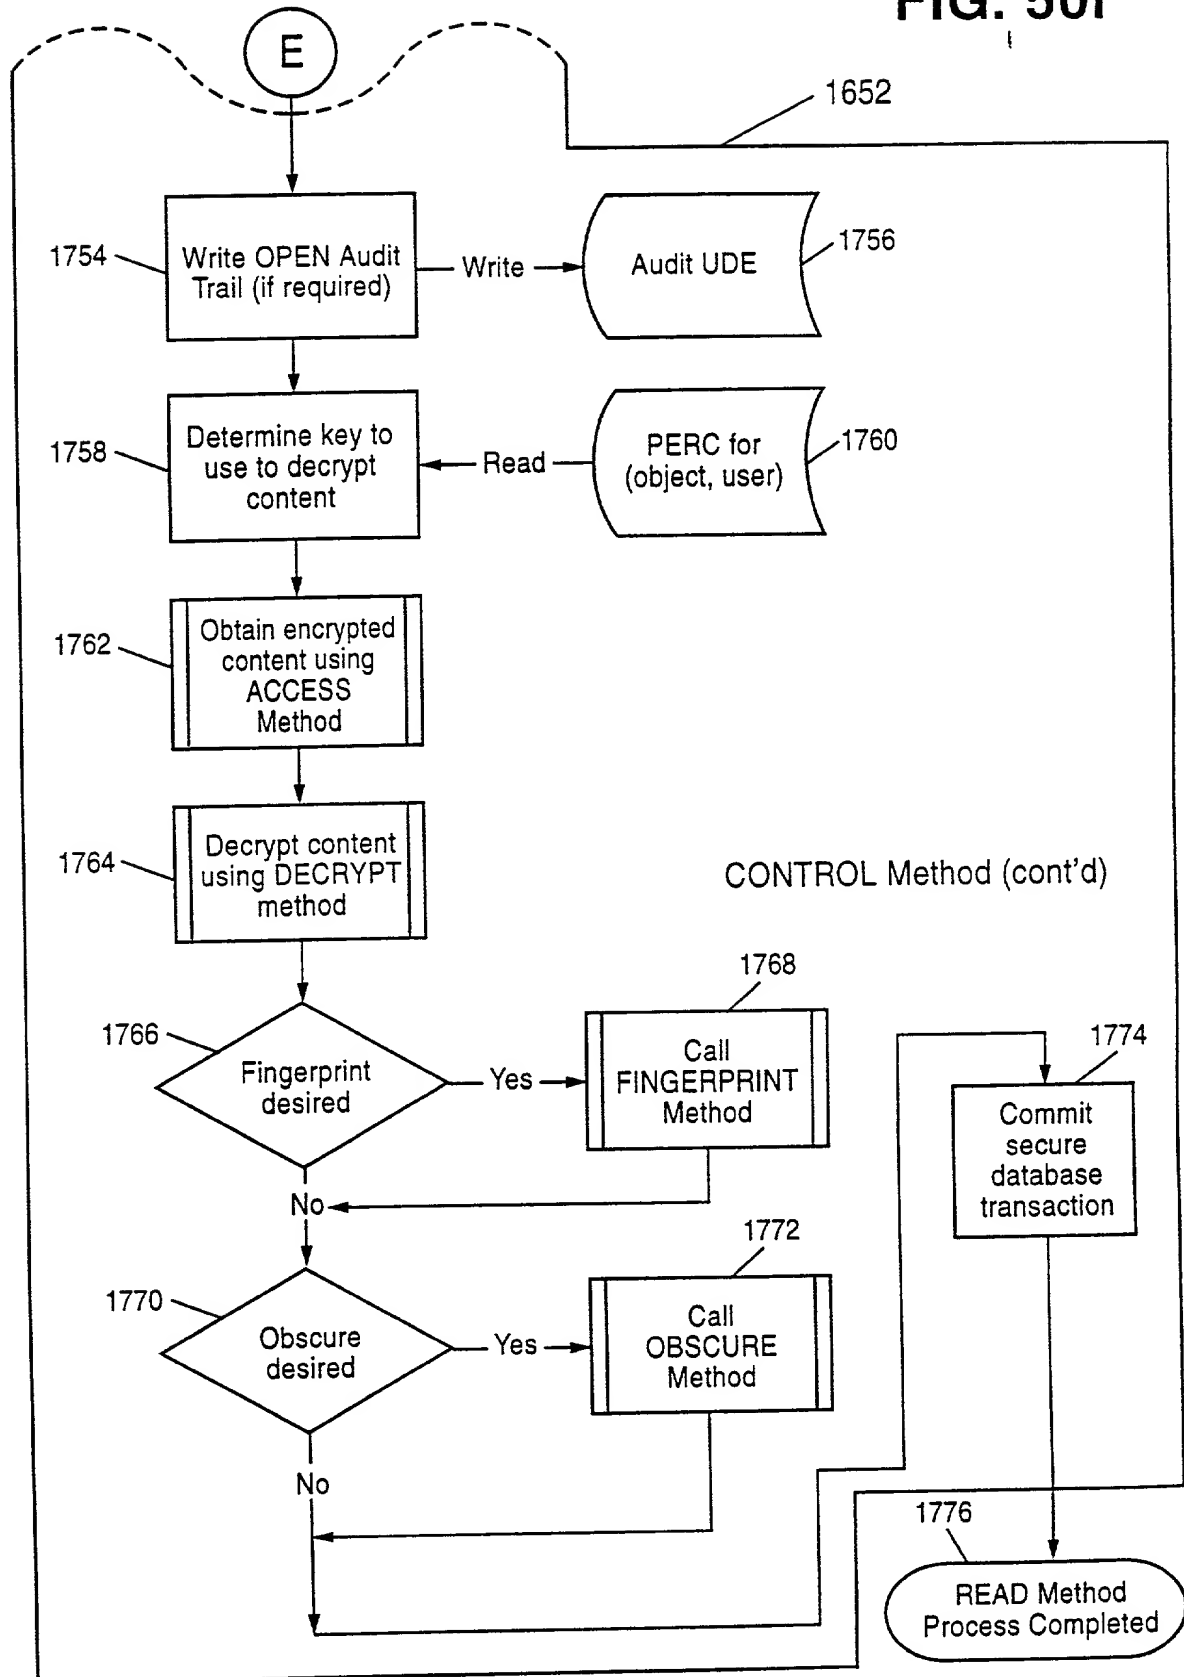 FIG. 50f
E
1652
1754
Write OPEN Audit
Trail (if required)
Write
Audit UDE
1756
1758
Determine key to
use to decrypt
content
Read
PERC for
(object, user)
1760
1762
Obtain encrypted
content using
ACCESS
Method
1764
Decrypt content
using DECRYPT
method
CONTROL Method (cont'd)
1766
Fingerprint
desired
Yes
1768
Call
FINGERPRINT
Method
1774
Commit
secure
database
transaction
No
1770
Obscure
desired
Yes
1772
Call
OBSCURE
Method
No
1776
READ Method
Process Completed